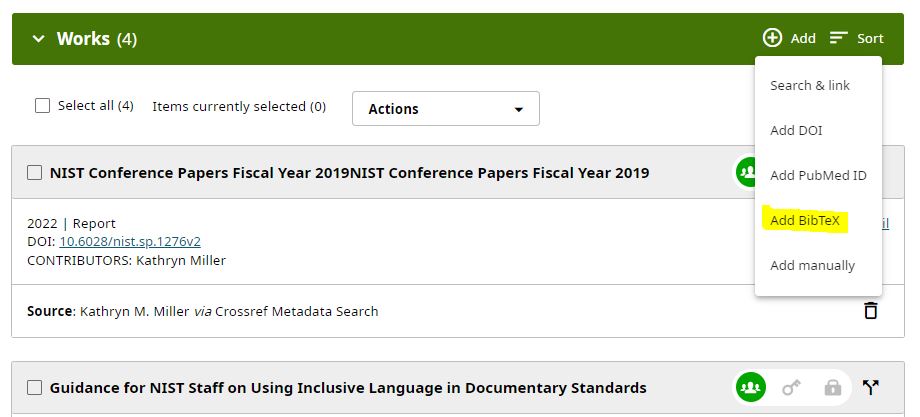 Works (4)
Add
Sort
Search & link
Add DOI
Add PubMed ID
Add BibTeX
Add manually
Select all (4)
Items currently selected (0)
Actions
NIST Conference Papers Fiscal Year 2019NIST Conference Papers Fiscal Year 2019
2022 | Report
DOI: 10.6028/nist.sp.1276v2
CONTRIBUTORS: Kathryn Miller
Source: Kathryn M. Miller via Crossref Metadata Search
Guidance for NIST Staff on Using Inclusive Language in Documentary Standards